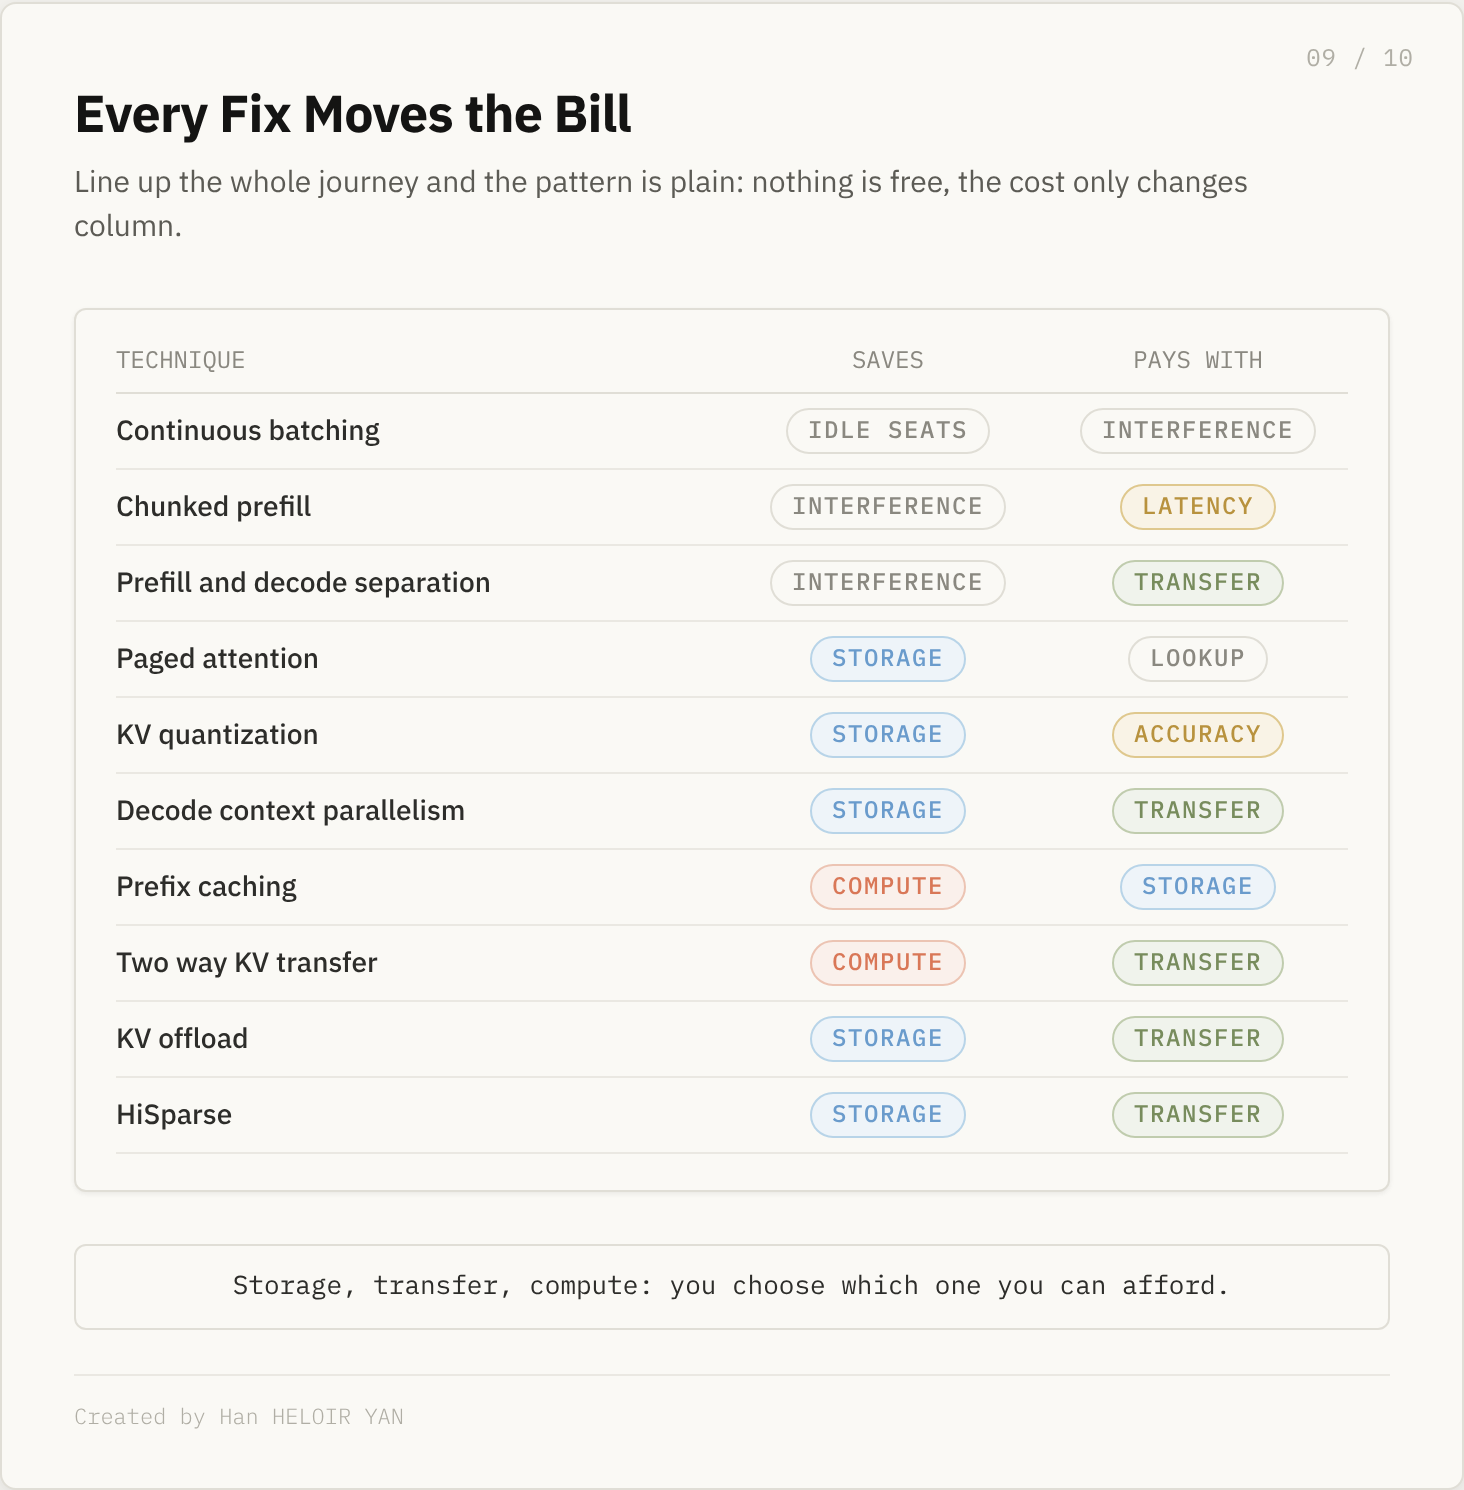 09 / 10
Every Fix Moves the Bill
Line up the whole journey and the pattern is plain: nothing is free, the cost only changes
column.
TECHNIQUE SAVES PAYS WITH
Continuous batching IDLE SEATS INTERFERENCE
Chunked prefill INTERFERENCE LATENCY
Prefill and decode separation INTERFERENCE TRANSFER
Paged attention STORAGE LOOKUP
KV quantization STORAGE ACCURACY
Decode context parallelism STORAGE TRANSFER
Prefix caching COMPUTE STORAGE
Two way KV transfer COMPUTE TRANSFER
KV offload STORAGE TRANSFER
HiSparse STORAGE TRANSFER
Storage, transfer, compute: you choose which one you can afford.
Created by Han HELOIR YAN